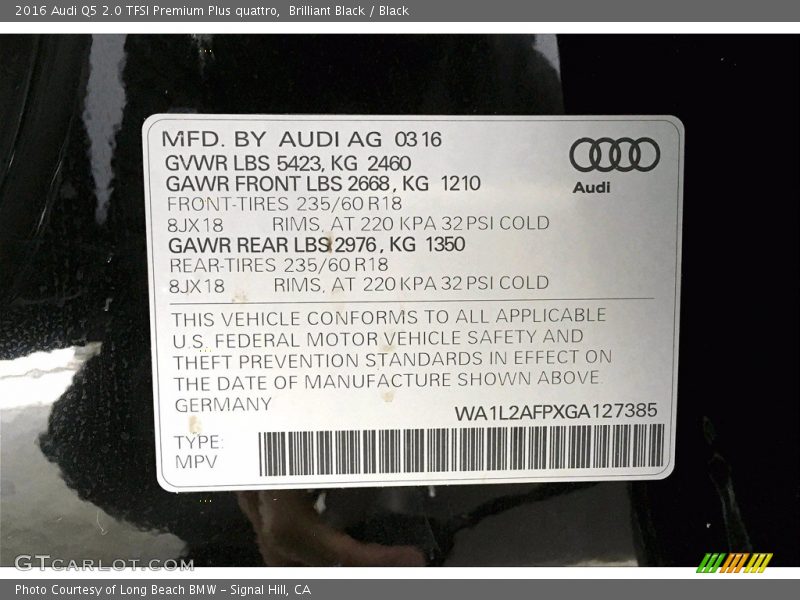 2016 Audi Q5 2.0 TFSI Premium Plus quattro,  Brilliant Black / Black
MFD. BY AUDI AG 0316
GVWR LBS 5423, KG 2460
GAWR FRONT LBS 2668, KG 1210
FRONT-TIRES 235/60 R18
8JX18 RIMS, AT 220 KPA 32 PSI COLD
GAWR REAR LBS 2976, KG 1350
REAR-TIRES 235/60 R18
8JX18 RIMS, AT 220 KPA 32 PSI COLD
Audi
THIS VEHICLE CONFORMS TO ALL APPLICABLE
U.S. FEDERAL MOTOR VEHICLE SAFETY AND
THEFT PREVENTION STANDARDS IN EFFECT ON
THE DATE OF MANUFACTURE SHOWN ABOVE.
GERMANY
WA1L2AFPXGA127385
TYPE:
MPV
GTCARLOT.COM
Photo Courtesy of Long Beach BMW - Signal Hill, CA